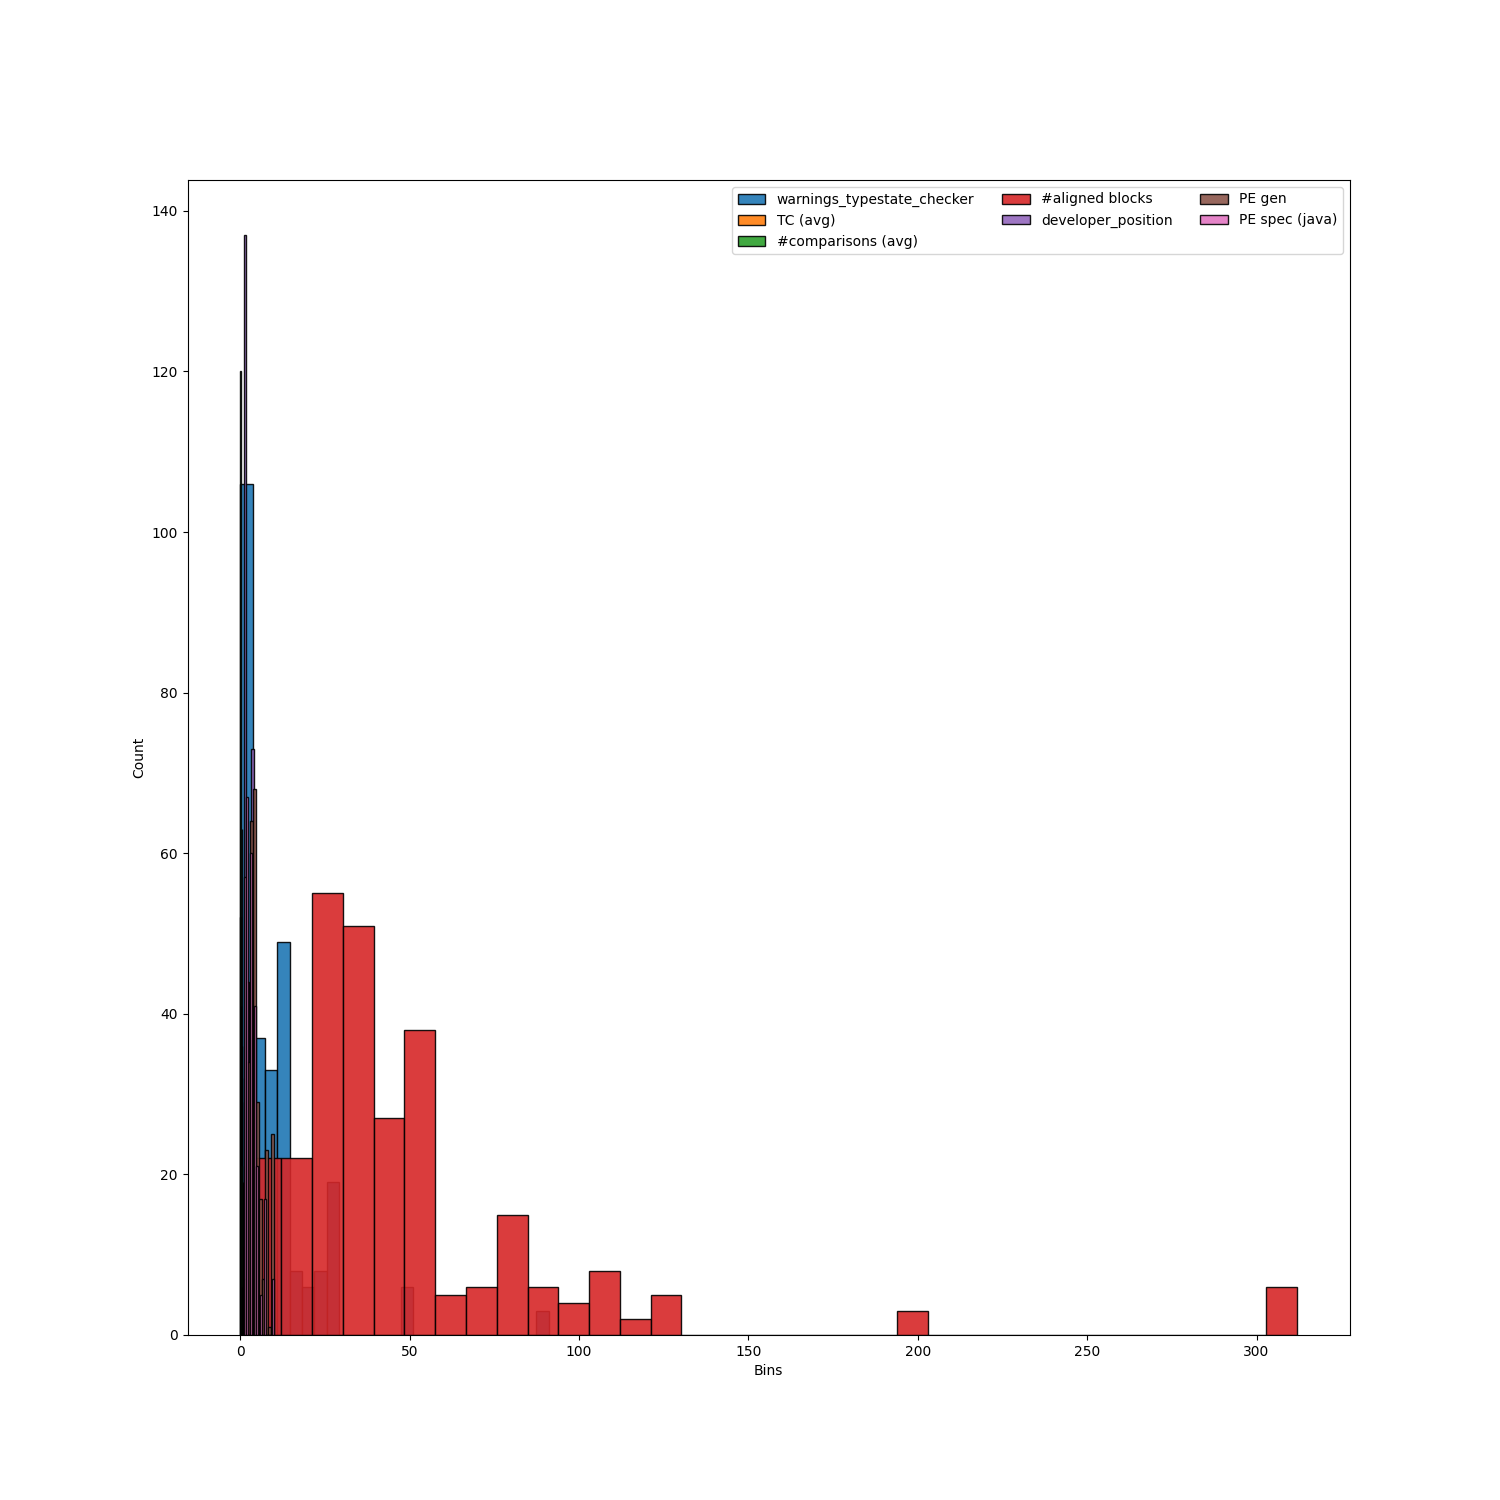 warnings_typestate_checker
TC (avg)
#comparisons (avg)
#aligned blocks
developer_position
PE gen
PE spec (java)
140
120
100
80
60
40
20
0
Count
0 50 100 150 200 250 300
Bins